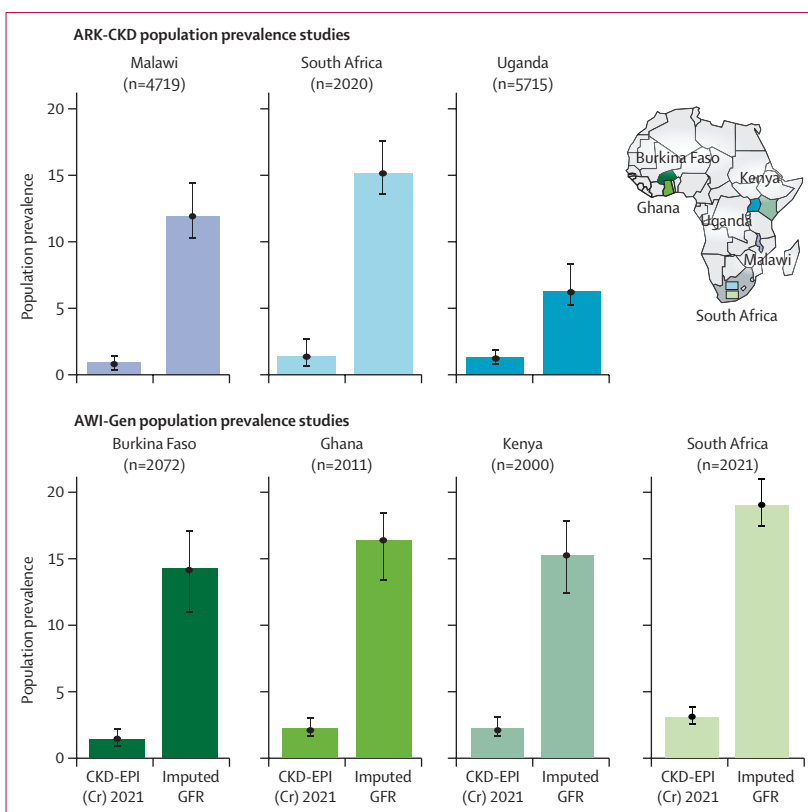 ARK-CKD population prevalence studies
Malawi
(n=4719)
South Africa
(n=2020)
Uganda
(n=5715)
20
15
10
5
0
Population prevalence
Burkina Faso
Kenya
Ghana
Uganda
Malawi
South Africa
AWI-Gen population prevalence studies
Burkina Faso
(n=2072)
Ghana
(n=2011)
Kenya
(n=2000)
South Africa
(n=2021)
20
15
10
5
0
Population prevalence
CKD-EPI
(Cr) 2021
Imputed
GFR
CKD-EPI
(Cr) 2021
Imputed
GFR
CKD-EPI
(Cr) 2021
Imputed
GFR
CKD-EPI
(Cr) 2021
Imputed
GFR